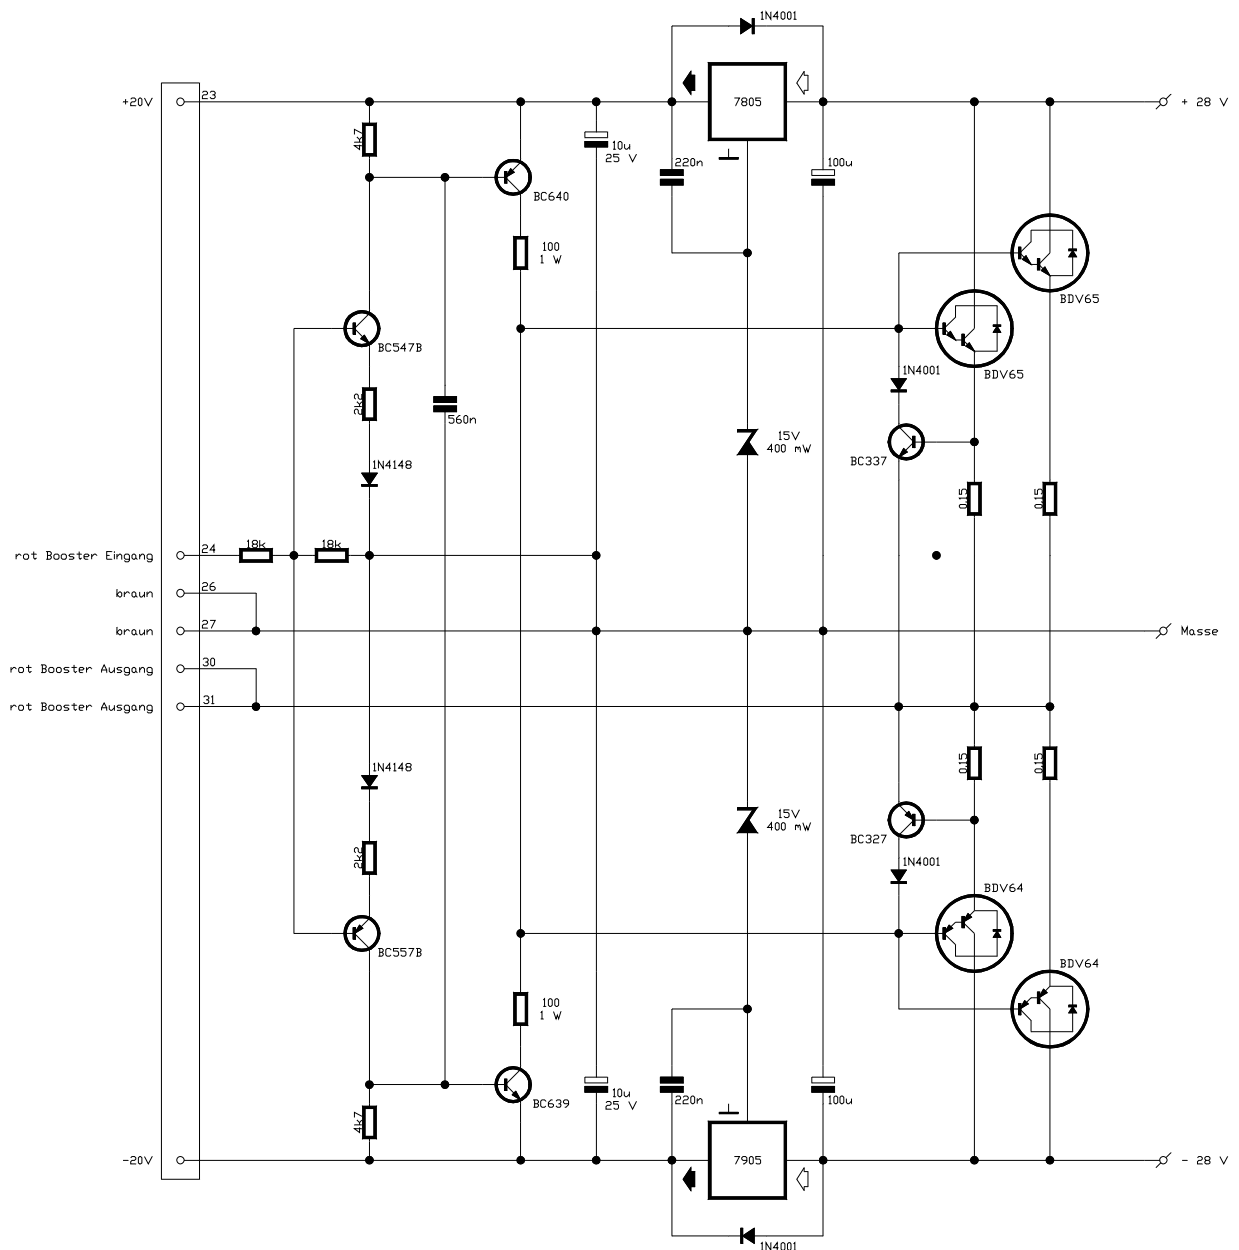 1N4001
+20V
23
7805
+ 28 V
4k7
10u
25 V
220n
100u
BC640
100
1 W
BDV65
BC547B
BDV65
1N4001
2k2
560n
15V
400 mW
1N4148
BC337
0.15
0.15
rot Booster Eingang
24
18k
18k
braun
26
braun
27
Masse
rot Booster Ausgang
30
rot Booster Ausgang
31
0.15
0.15
1N4148
15V
400 mW
BC327
2k2
1N4001
BDV64
BC557B
BDV64
100
1 W
BC639
10u
25 V
220n
100u
4k7
-20V
7905
- 28 V
1N4001